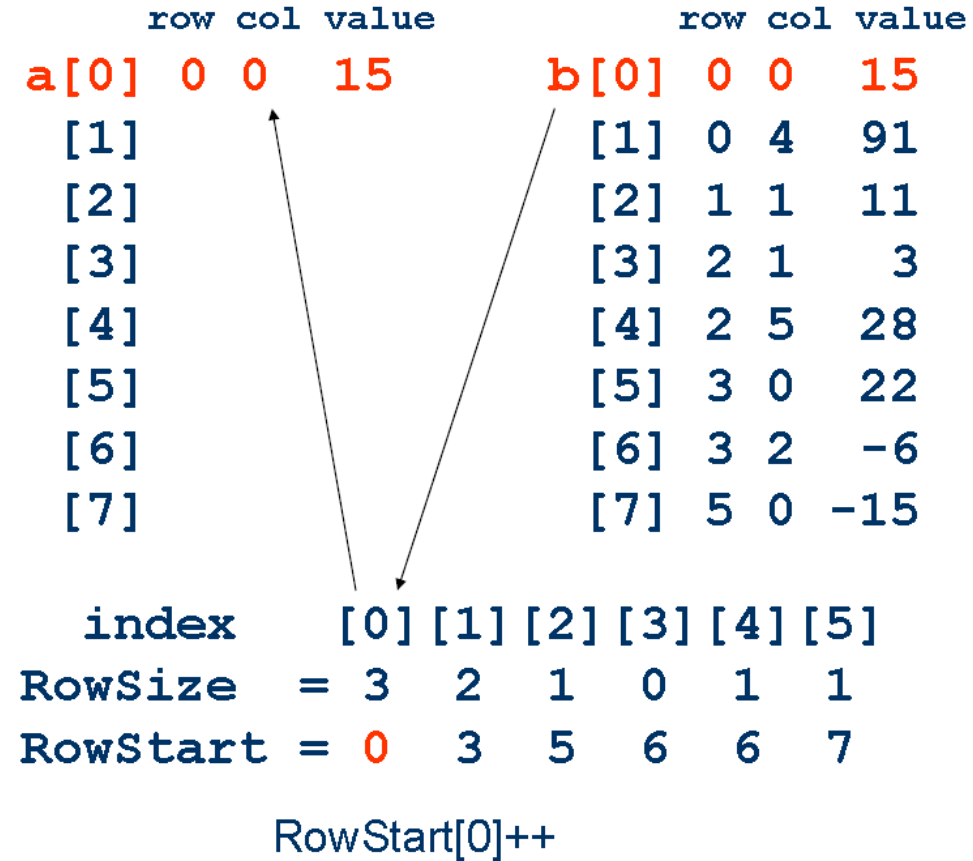 row col value row col value
a[0] 0 0 15 b[0] 0 0 15
[1] [1] 0 4 91
[2] [2] 1 1 11
[3] [3] 2 1 3
[4] [4] 2 5 28
[5] [5] 3 0 22
[6] [6] 3 2 -6
[7] [7] 5 0 -15
index [0][1][2][3][4][5]
RowSize = 3 2 1 0 1 1
RowStart = 0 3 5 6 6 7
RowStart[0]++